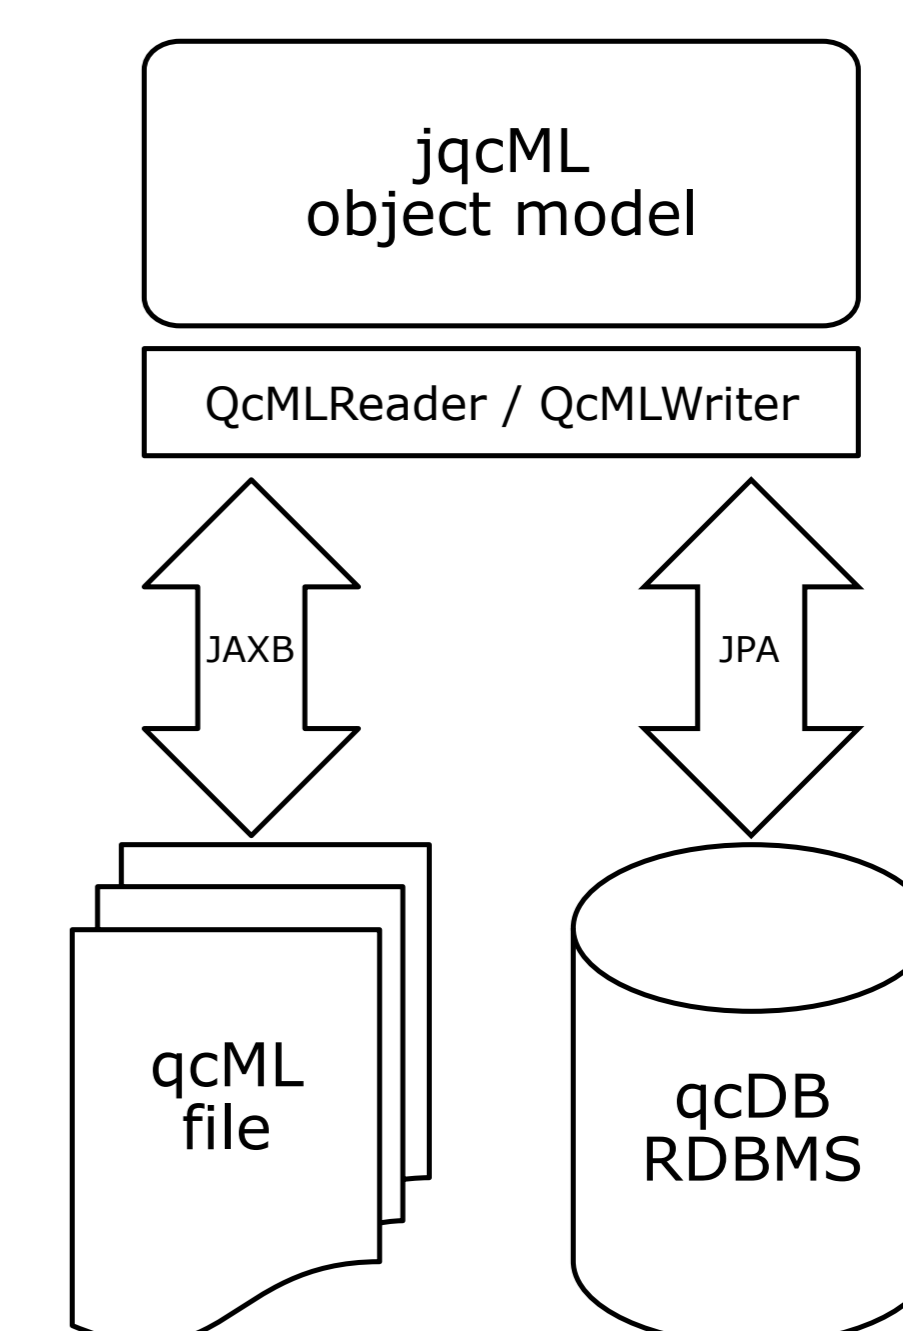 jqcML
object model
QcMLReader / QcMLWriter
JAXB
JPA
qcML
file
qcDB
RDBMS